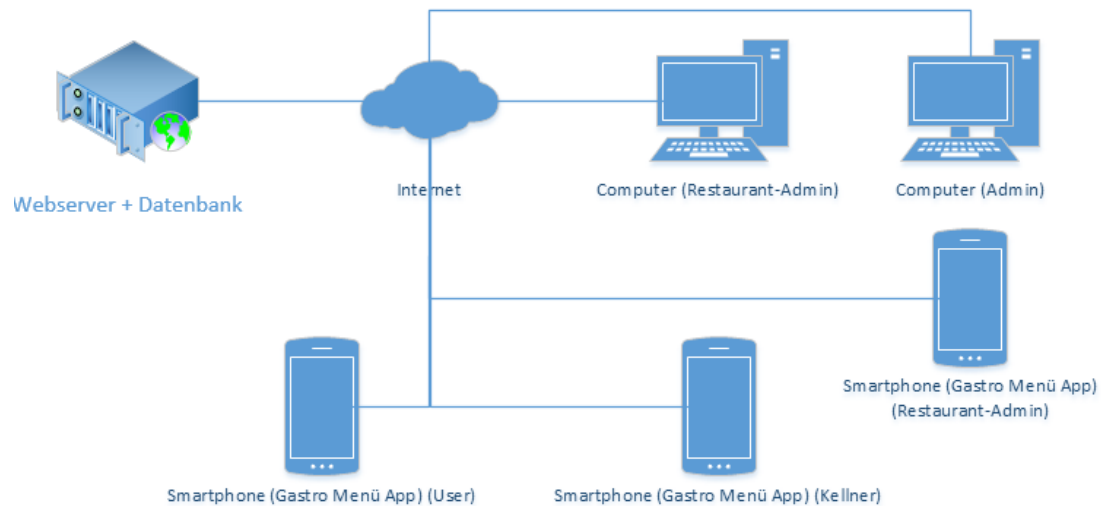 Webserver + Datenbank
Internet
Computer (Restaurant-Admin)
Computer (Admin)
Smartphone (Gastro Menü App)
(Restaurant-Admin)
Smartphone (Gastro Menü App) (User)
Smartphone (Gastro Menü App) (Kellner)